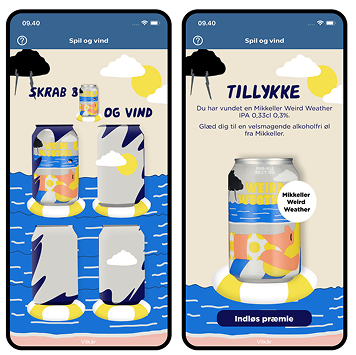 09.40
Spil og vind
SKRAB 3
OG VIND
WEIRD
WEATHER
Vilkår
09.40
Spil og vind
TILLYKKE
Du har vundet en Mikkeller Weird Weather
IPA 0,33cl 0,3%.
Glæd dig til en velsmagende alkoholfri øl
fra Mikkeller.
WEIRD
WEATHER
Mikkeller
Weird
Weather
Indløs præmie
Vilkår